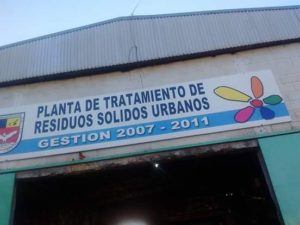 PLANTA DE TRATAMIENTO DE
RESIDUOS SOLIDOS URBANOS
GESTION 2007 - 2011